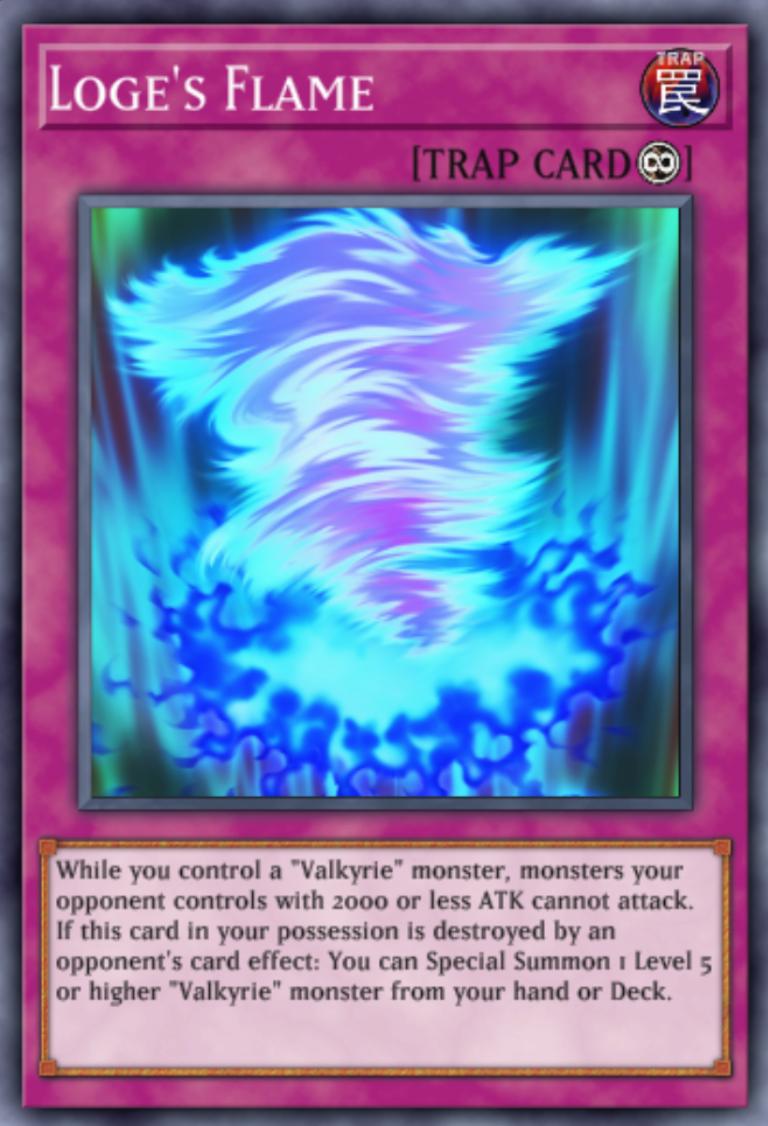 Loge's Flame
TRAP
罠
[TRAP CARD]
While you control a "Valkyrie" monster, monsters your
opponent controls with 2000 or less ATK cannot attack.
If this card in your possession is destroyed by an
opponent's card effect: You can Special Summon 1 Level 5
or higher "Valkyrie" monster from your hand or Deck.